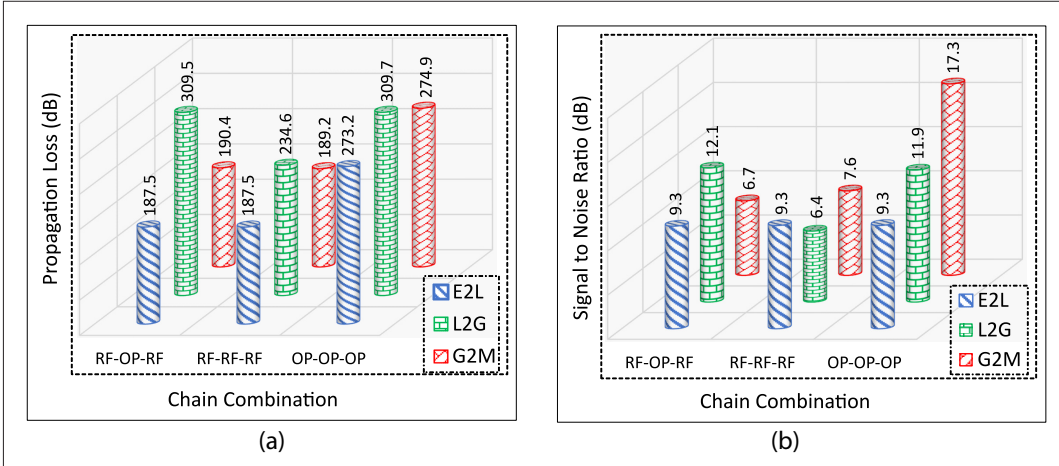 Propagation Loss (dB)
187.5
309.5
190.4
187.5
234.6
189.2
273.2
309.7
274.9
E2L
L2G
G2M
RF-OP-RF
RF-RF-RF
OP-OP-OP
Chain Combination
(a)
Signal to Noise Ratio (dB)
9.3
12.1
6.7
9.3
6.4
7.6
9.3
11.9
17.3
E2L
L2G
G2M
RF-OP-RF
RF-RF-RF
OP-OP-OP
Chain Combination
(b)